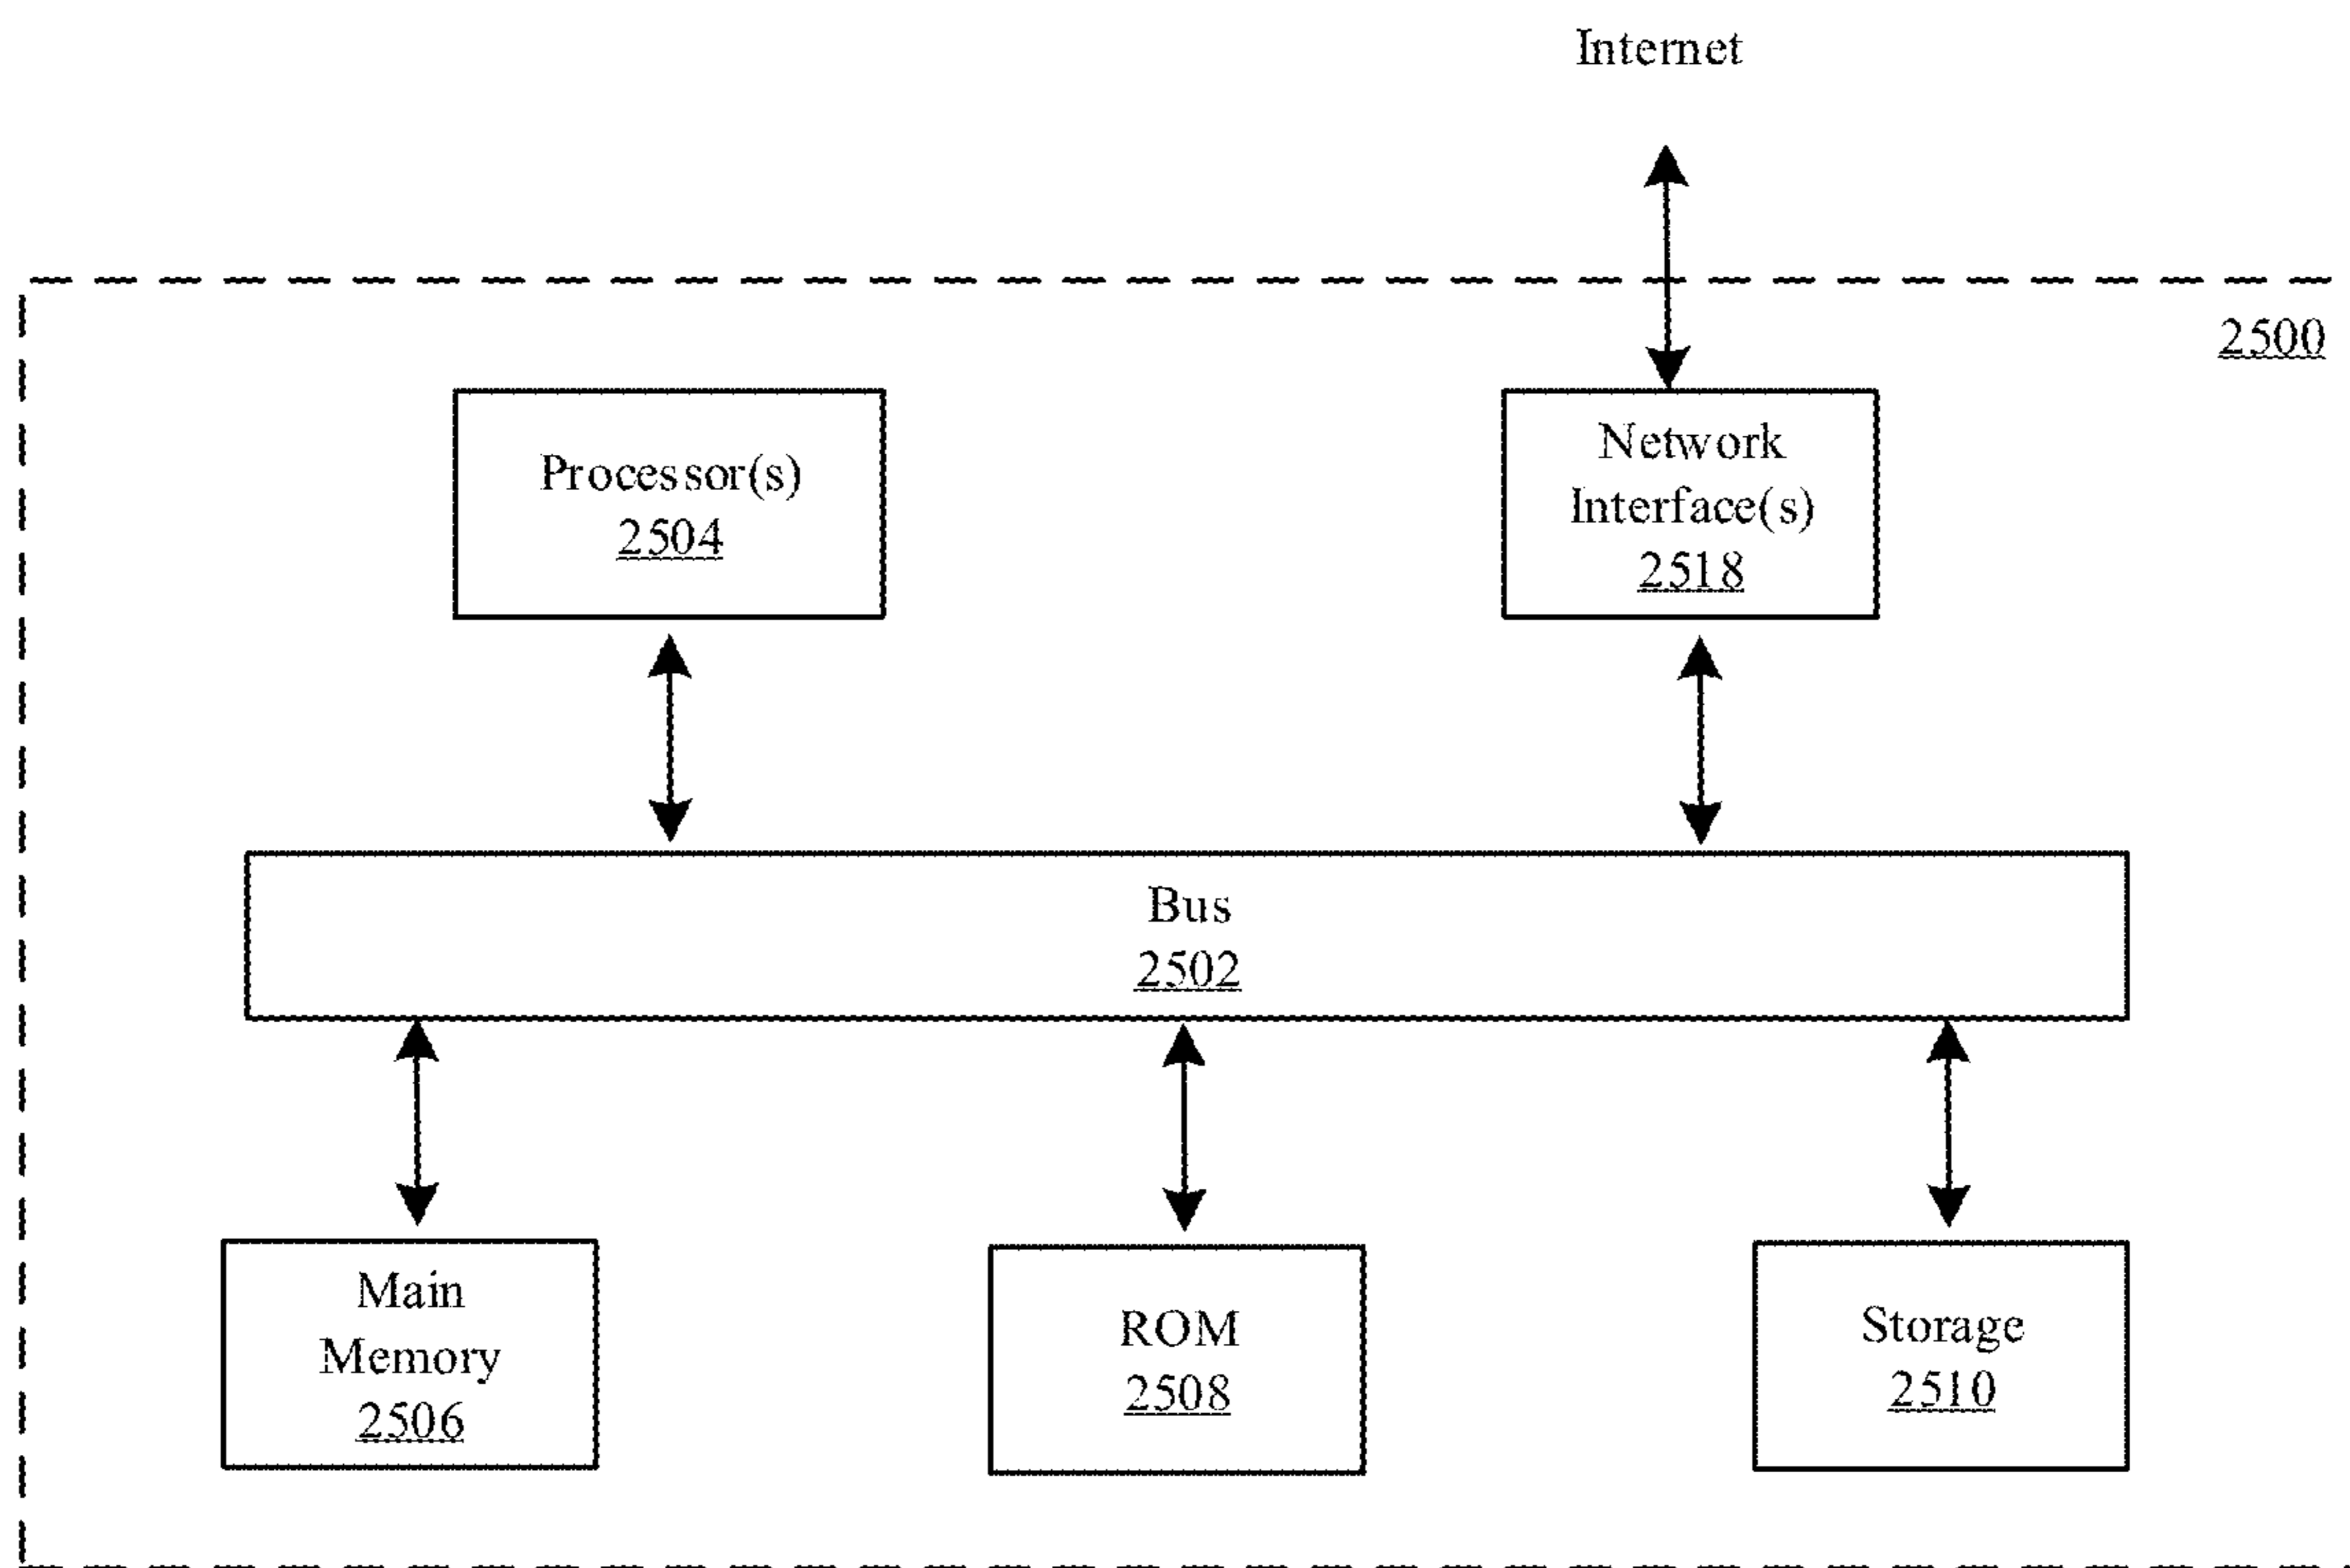 Internet
2500
Processor(s)
2504
Network
Interface(s)
2518
Bus
2502
Main
Memory
2506
ROM
2508
Storage
2510